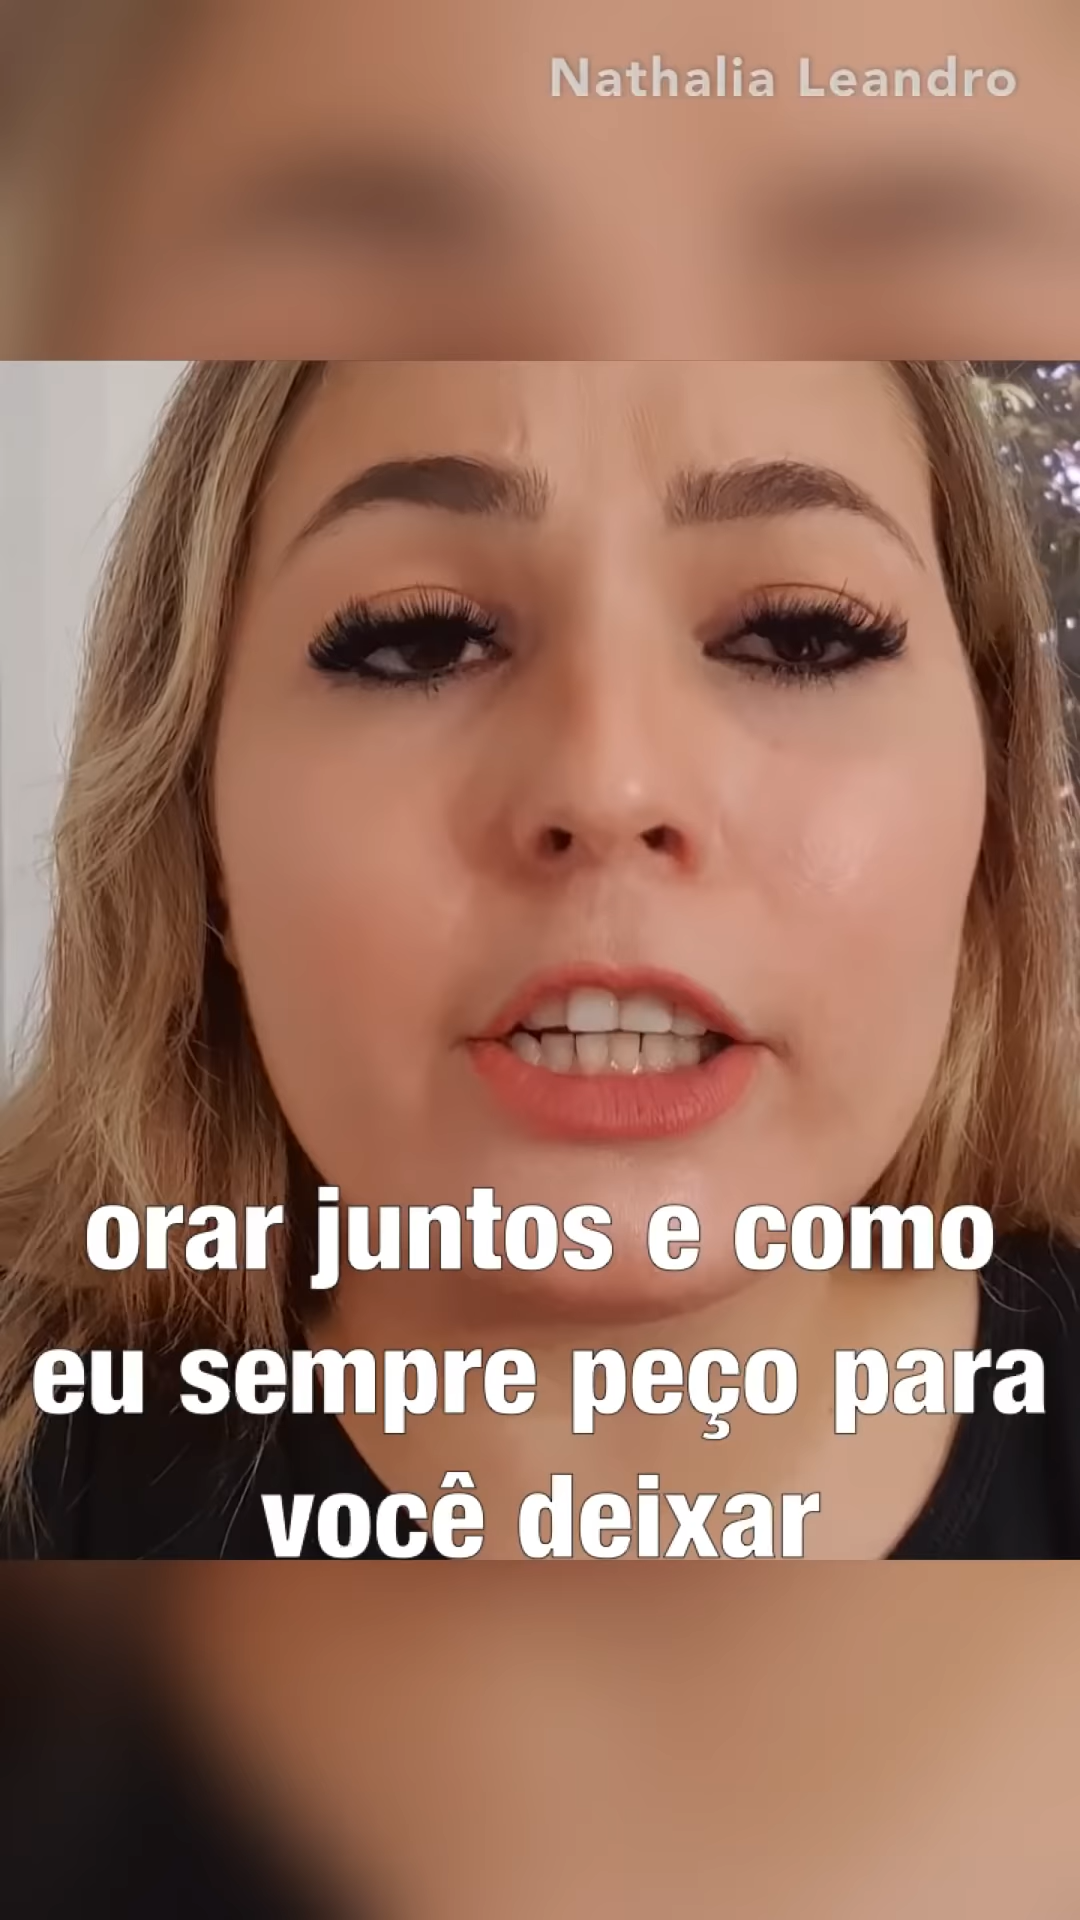 Nathalia Leandro
orar juntos e como
eu sempre peço para
você deixar